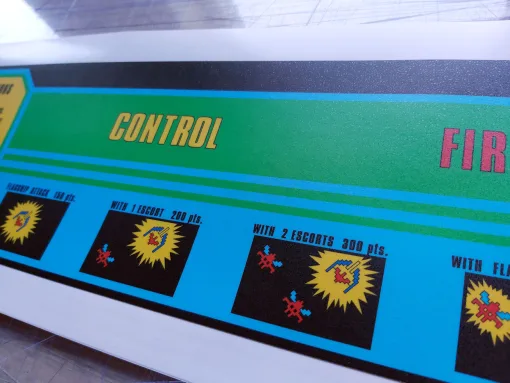 CONTROL
FIR
FLAGSHIP ATTACK 150 pts.
WITH 1 ESCORT 200 pts.
WITH 2 ESCORTS 300 pts.
WITH FLA